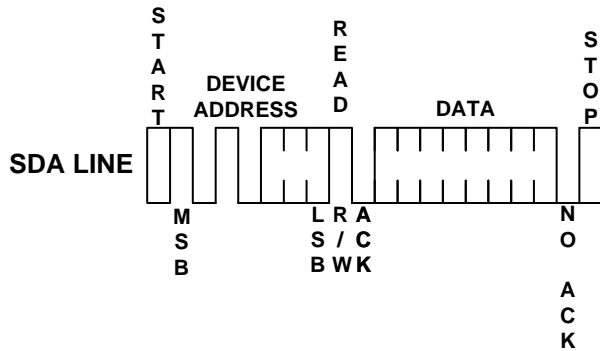 START
DEVICE
ADDRESS
READ
DATA
STOP
SDA LINE
MSB
LSB
R/W
ACK
NO ACK